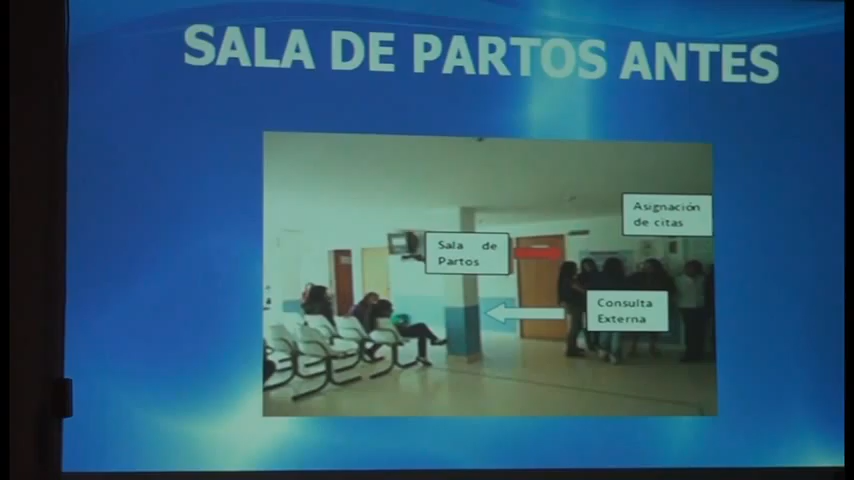 SALA DE PARTOS ANTES
Asignación
de citas
Sala de
Partos
Consulta
Externa